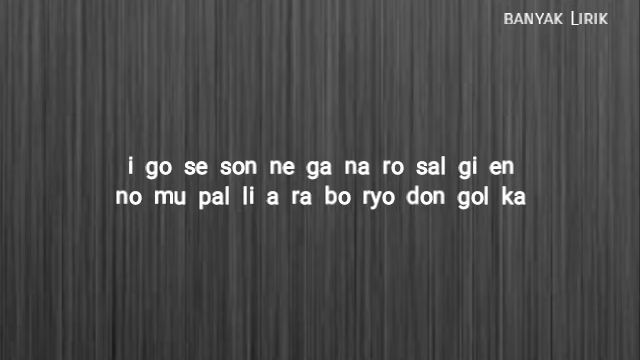 BANYAK LIRIK
i go se son ne ga na ro sal gi en
no mu pal li a ra bo ryo don gol ka